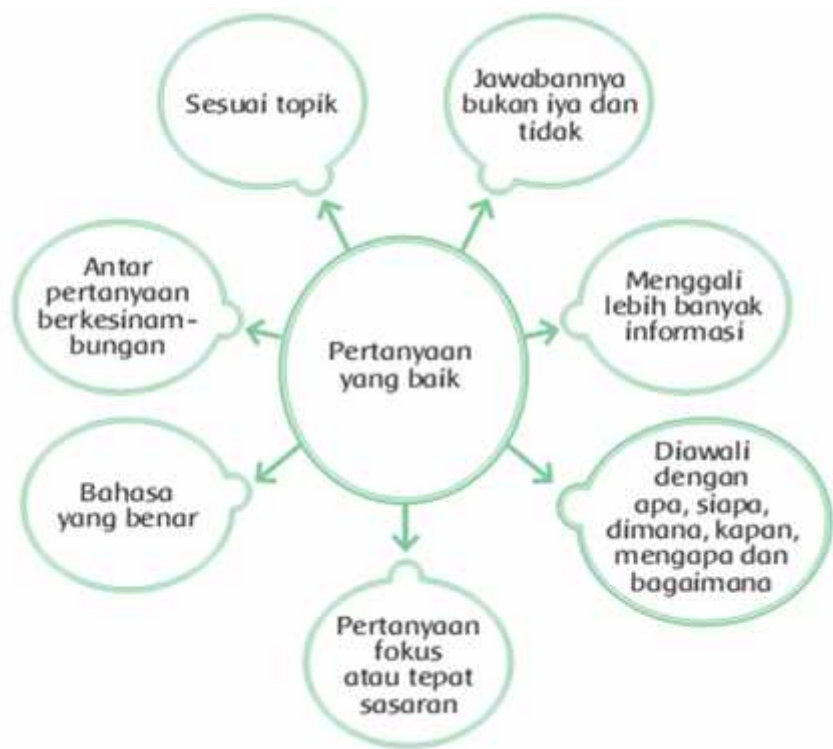 Sesuai topik
Jawabannya
bukan iya dan
tidak
Antar
pertanyaan
berkesinam-
bungan
Menggali
lebih banyak
informasi
Pertanyaan
yang baik
Bahasa
yang benar
Diawali
dengan
apa, siapa,
dimana, kapan,
mengapa dan
bagaimana
Pertanyaan
fokus
atau tepat
sasaran